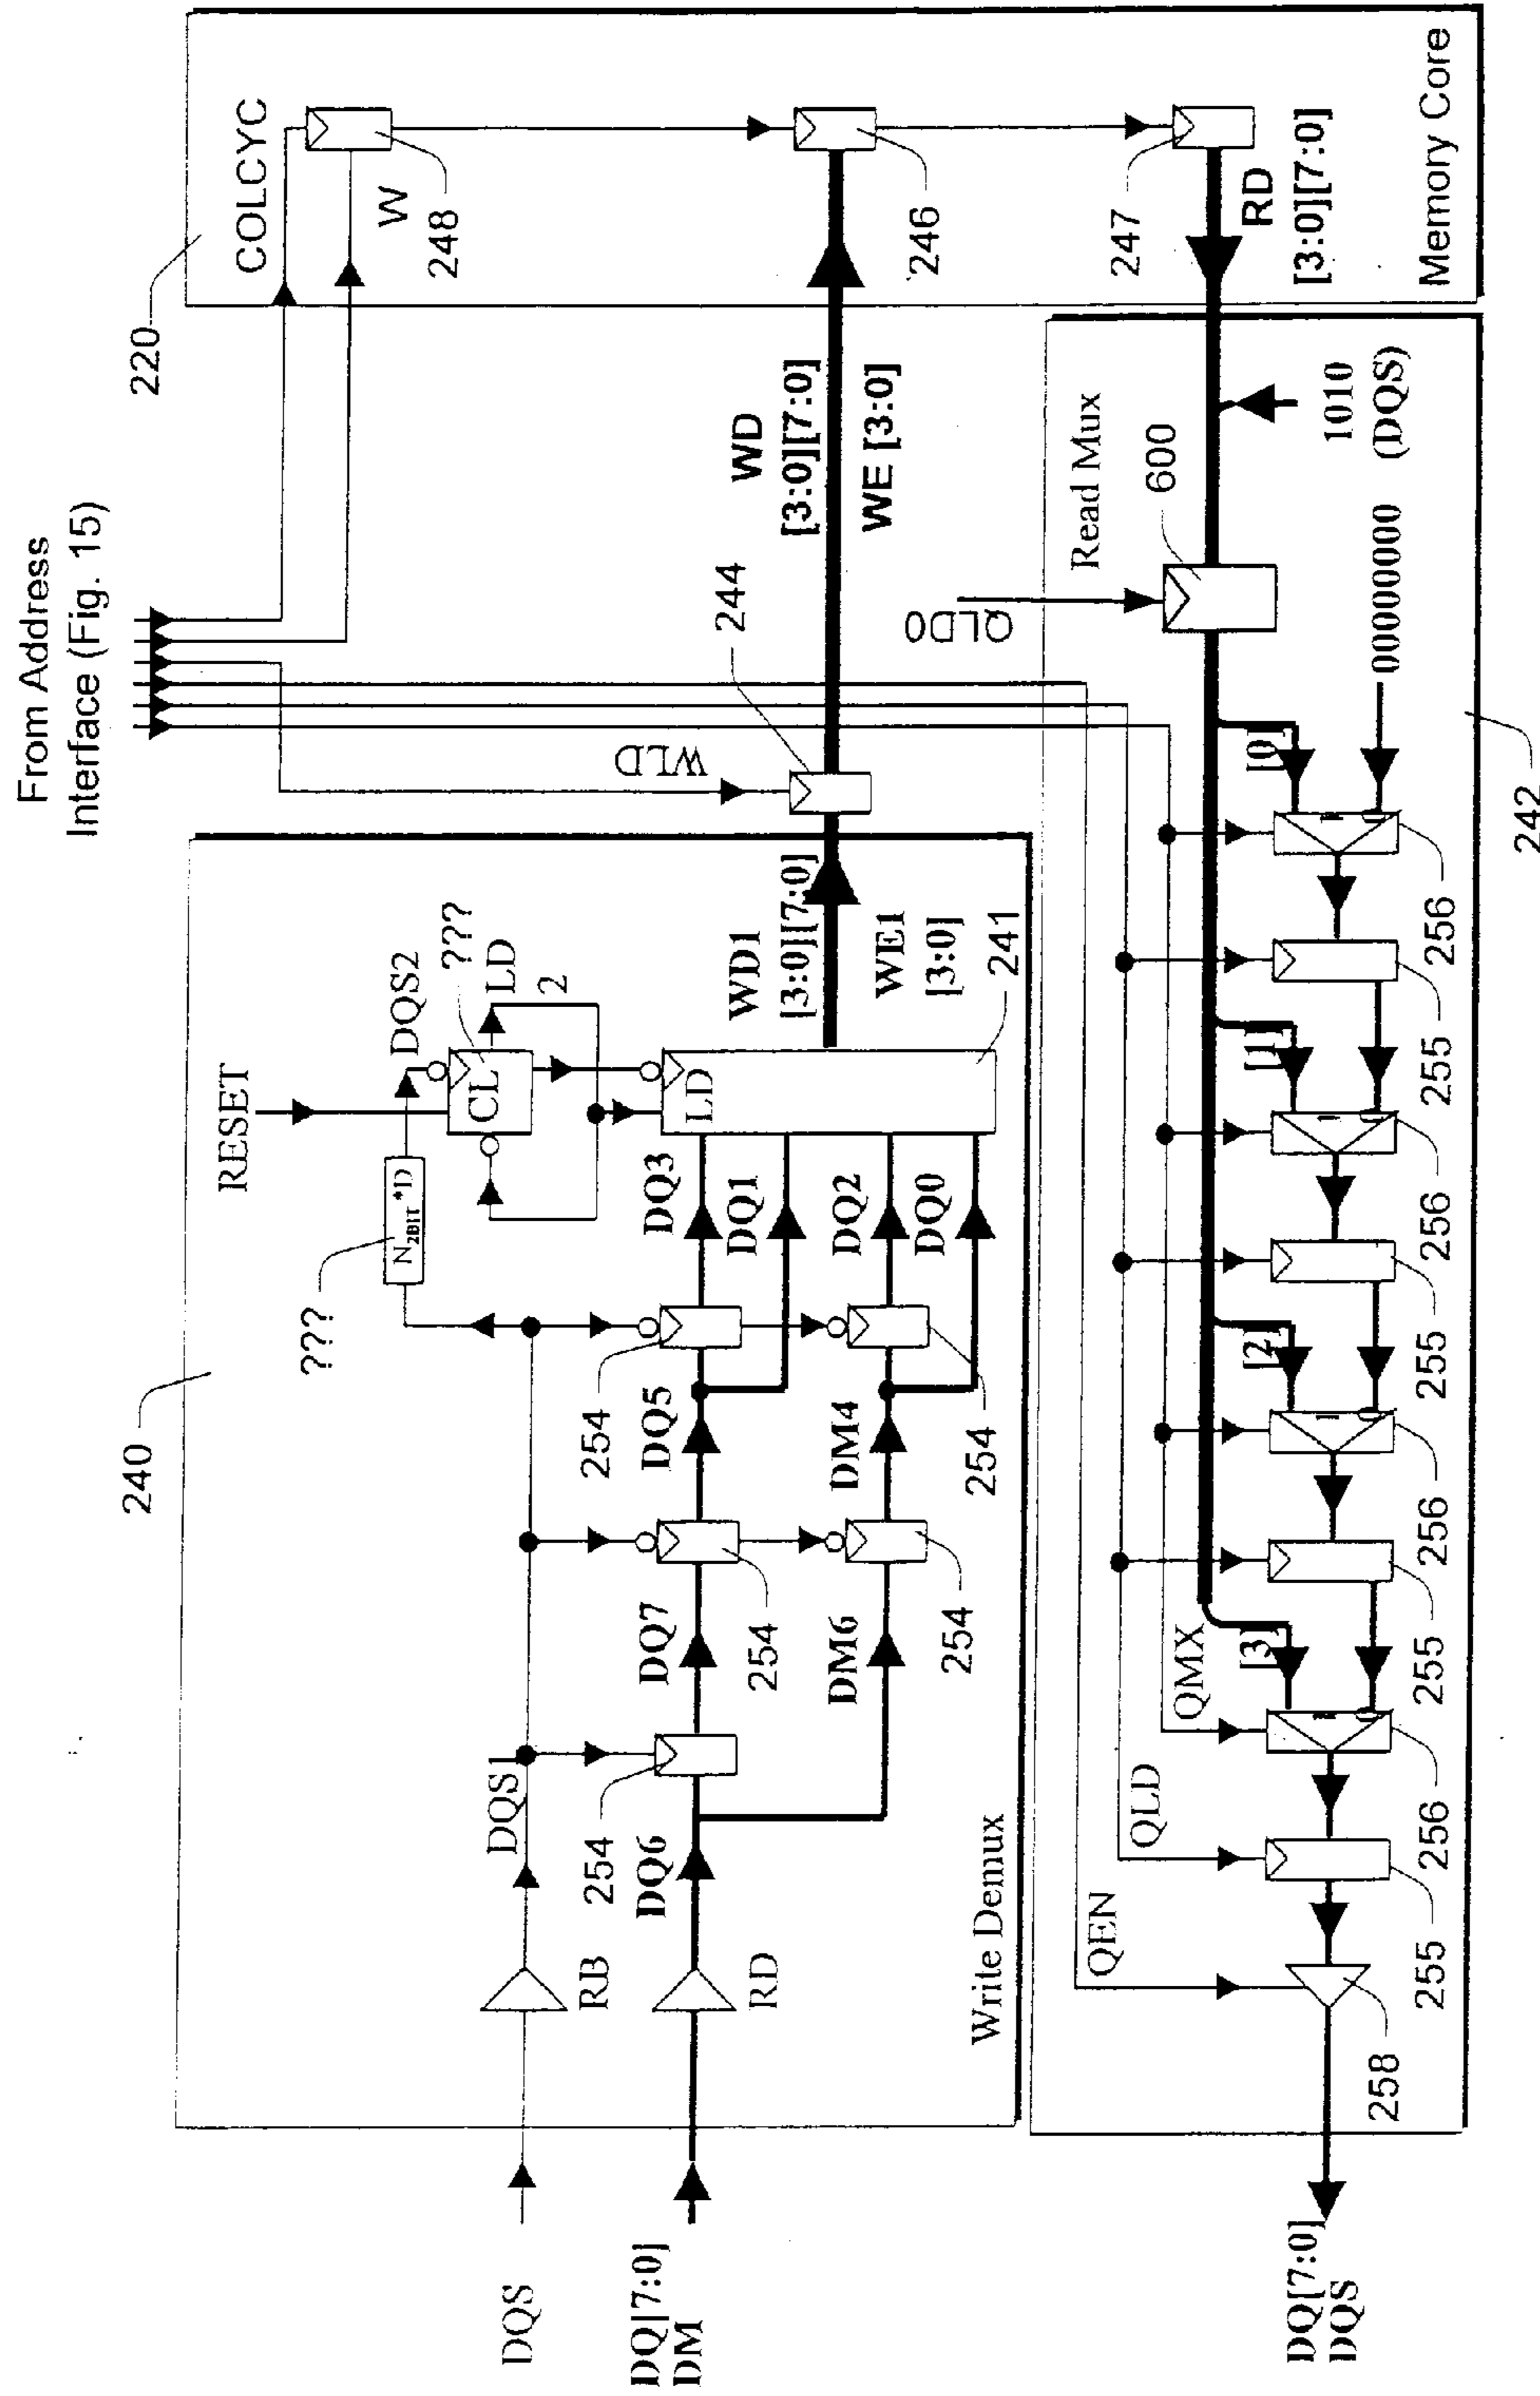 From Address
Interface (Fig. 15)
220
COLCYC
W
248
246
247
RD
[3:0][7:0]
Memory Core
WD
[3:0][7:0]
WE [3:0]
244
WLD
QLD0
Read Mux
600
1010
(DQS)
00000000
240
RESET
???
N2BIT*D
DQS2
CL
???
LD
2
LD
WD1
[3:0][7:0]
WE1
[3:0]
241
DQ3
DQ1
DQ2
DQ0
254
DQ5
DM4
254
254
DQ7
DM6
254
DQS1
254
DQ6
RB
RD
Write Demux
DQS
DQ[7:0]
DM
[0]
[1]
[2]
[3]
256
255
256
255
256
255
256
255
QMX
QLD
QEN
258
242
DQ[7:0]
DQS